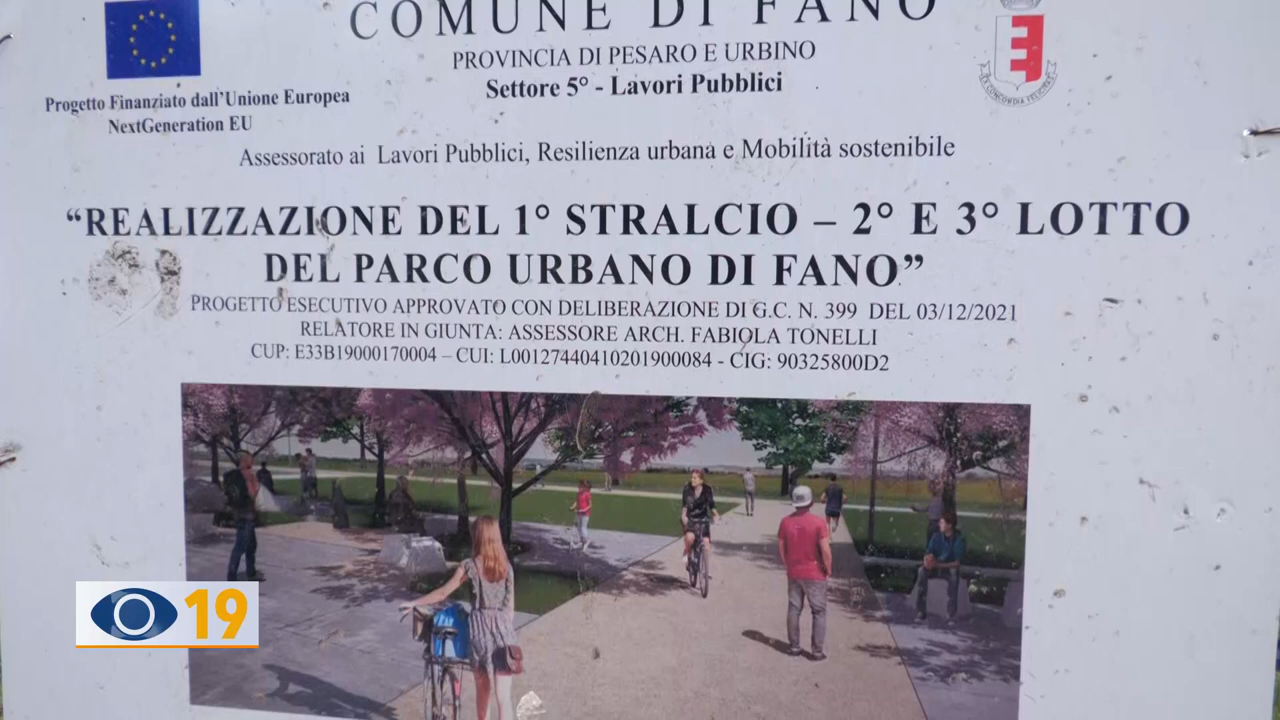 COMUNE DI FANO
PROVINCIA DI PESARO E URBINO
Settore 5° - Lavori Pubblici
Progetto Finanziato dall'Unione Europea
NextGeneration EU
CONCORDIA
Assessorato ai Lavori Pubblici, Resilienza urbana e Mobilità sostenibile
“REALIZZAZIONE DEL 1° STRALCIO – 2° E 3° LOTTO
DEL PARCO URBANO DI FANO”
PROGETTO ESECUTIVO APPROVATO CON DELIBERAZIONE DI G.C. N. 399 DEL 03/12/2021
RELATORE IN GIUNTA: ASSESSORE ARCH. FABIOLA TONELLI
CUP: E33B19000170004 – CUI: L00127440410201900084 - CIG: 90325800D2
19